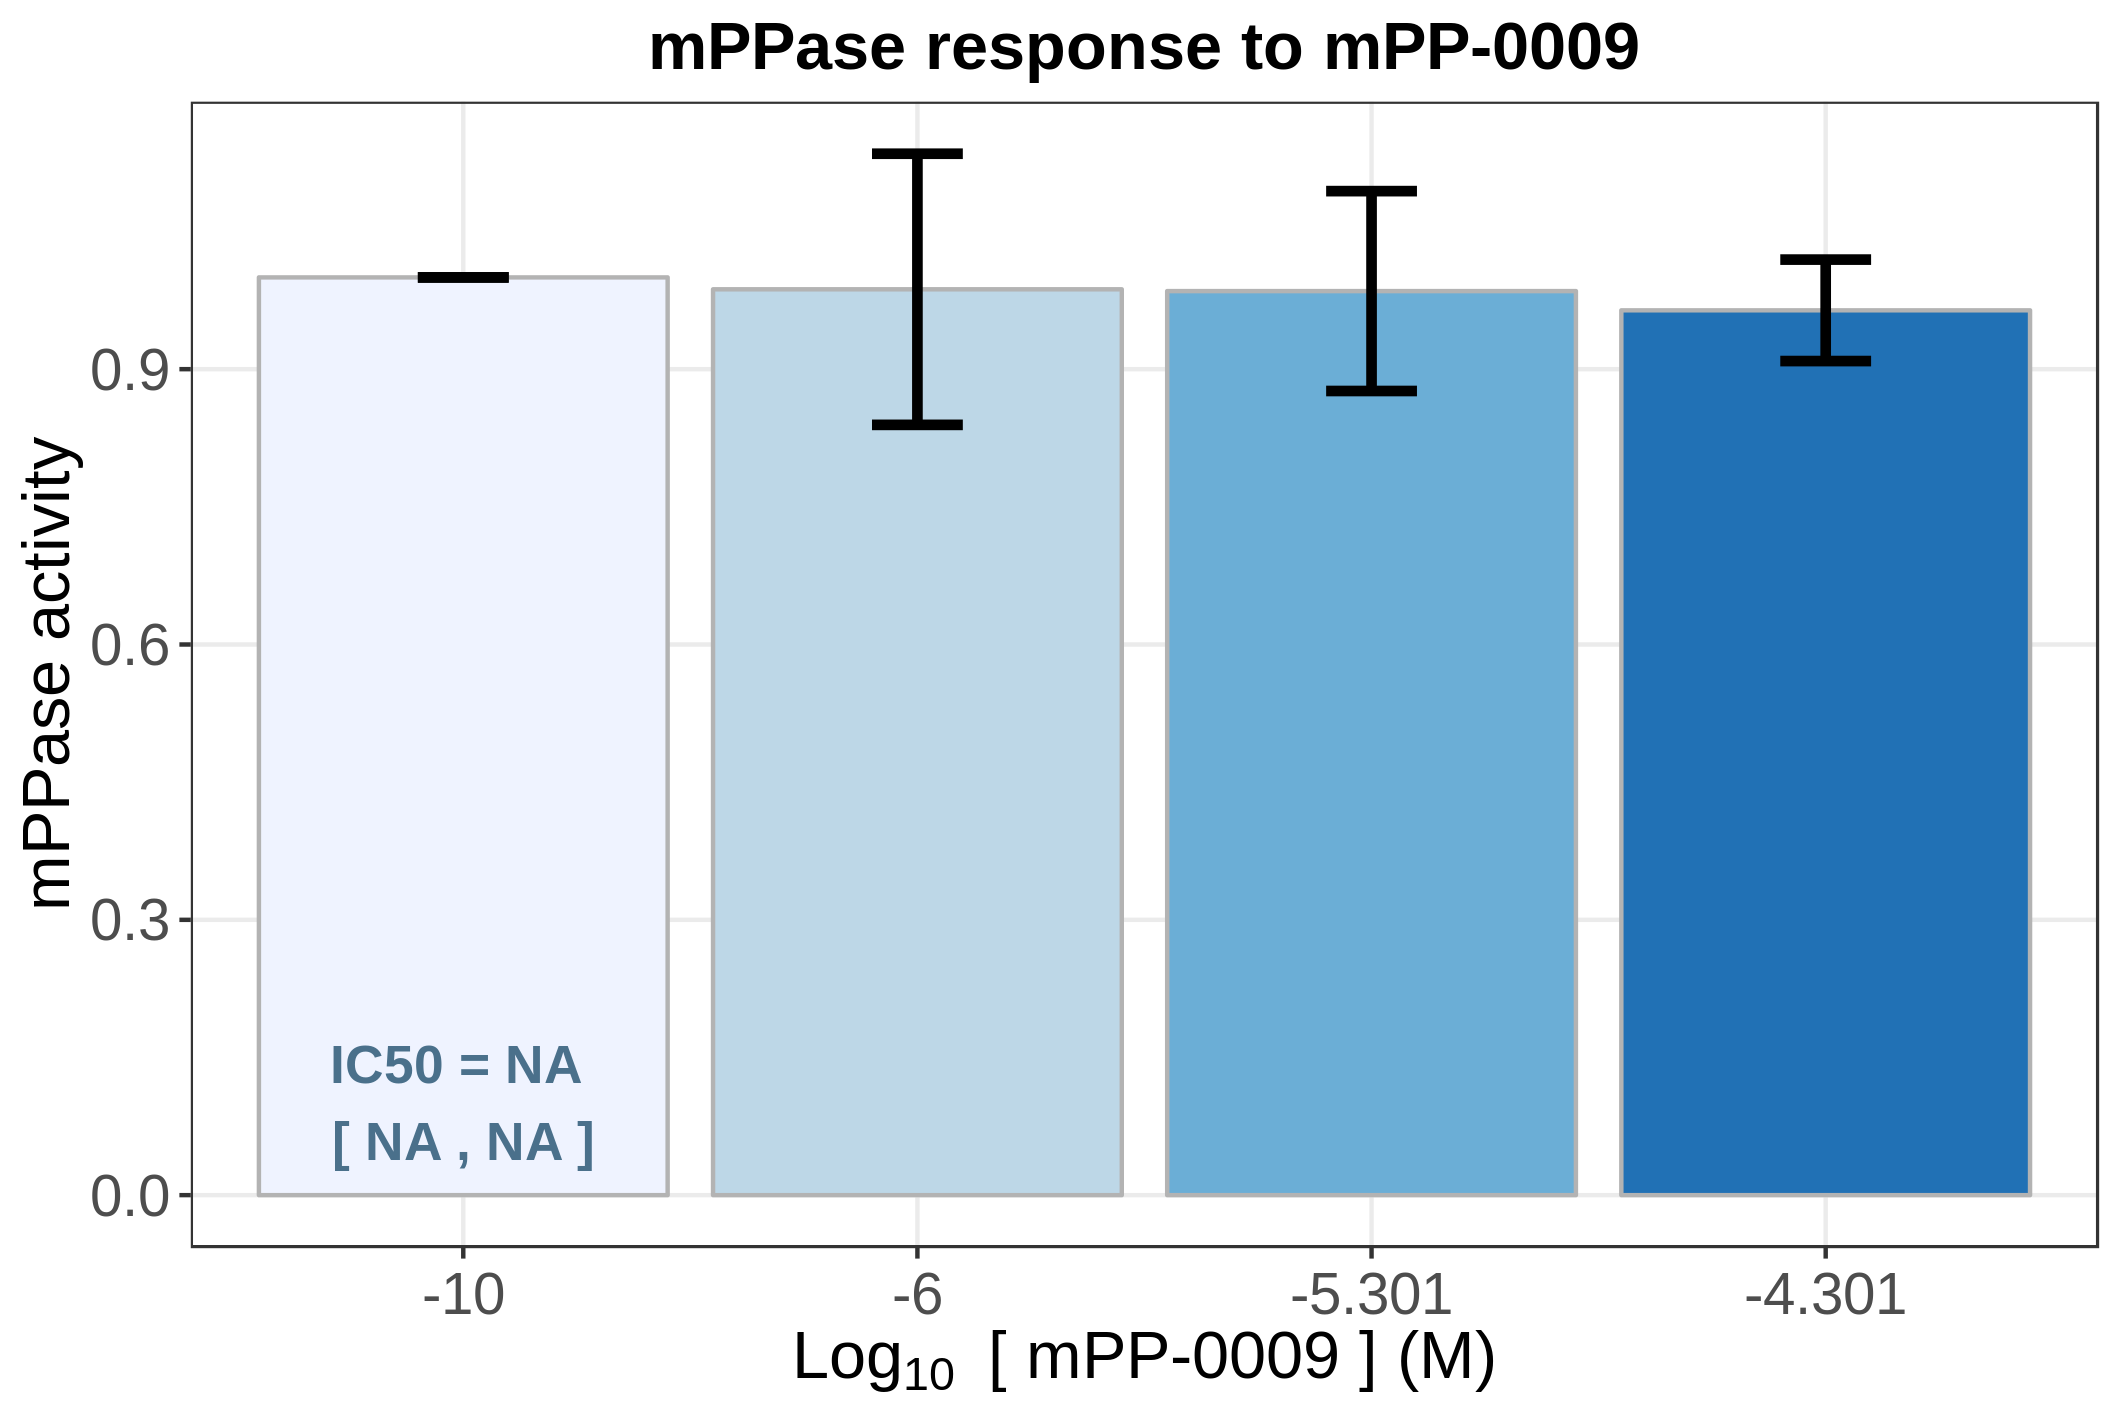 mPPase response to mPP-0009
mPPase activity
0.9
0.6
0.3
0.0
IC50 = NA
[ NA , NA ]
-10
-6
-5.301
-4.301
Log₁₀ [ mPP-0009 ] (M)